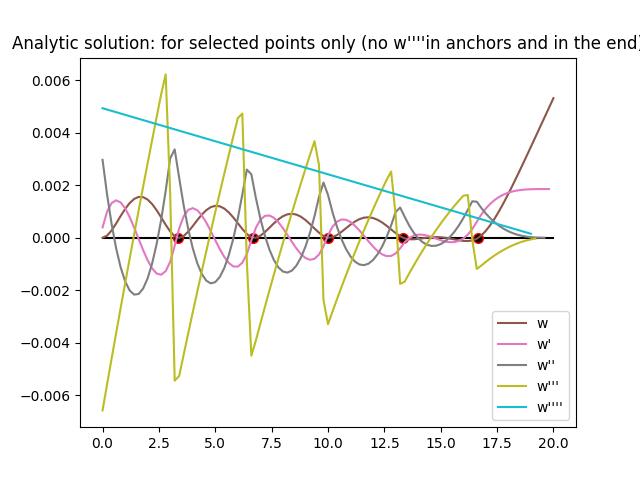 Analytic solution: for selected points only (no w''''in anchors and in the end)
0.006
0.004
0.002
0.000
−0.002
−0.004
−0.006
0.0 2.5 5.0 7.5 10.0 12.5 15.0 17.5 20.0
w
w'
w''
w'''
w''''